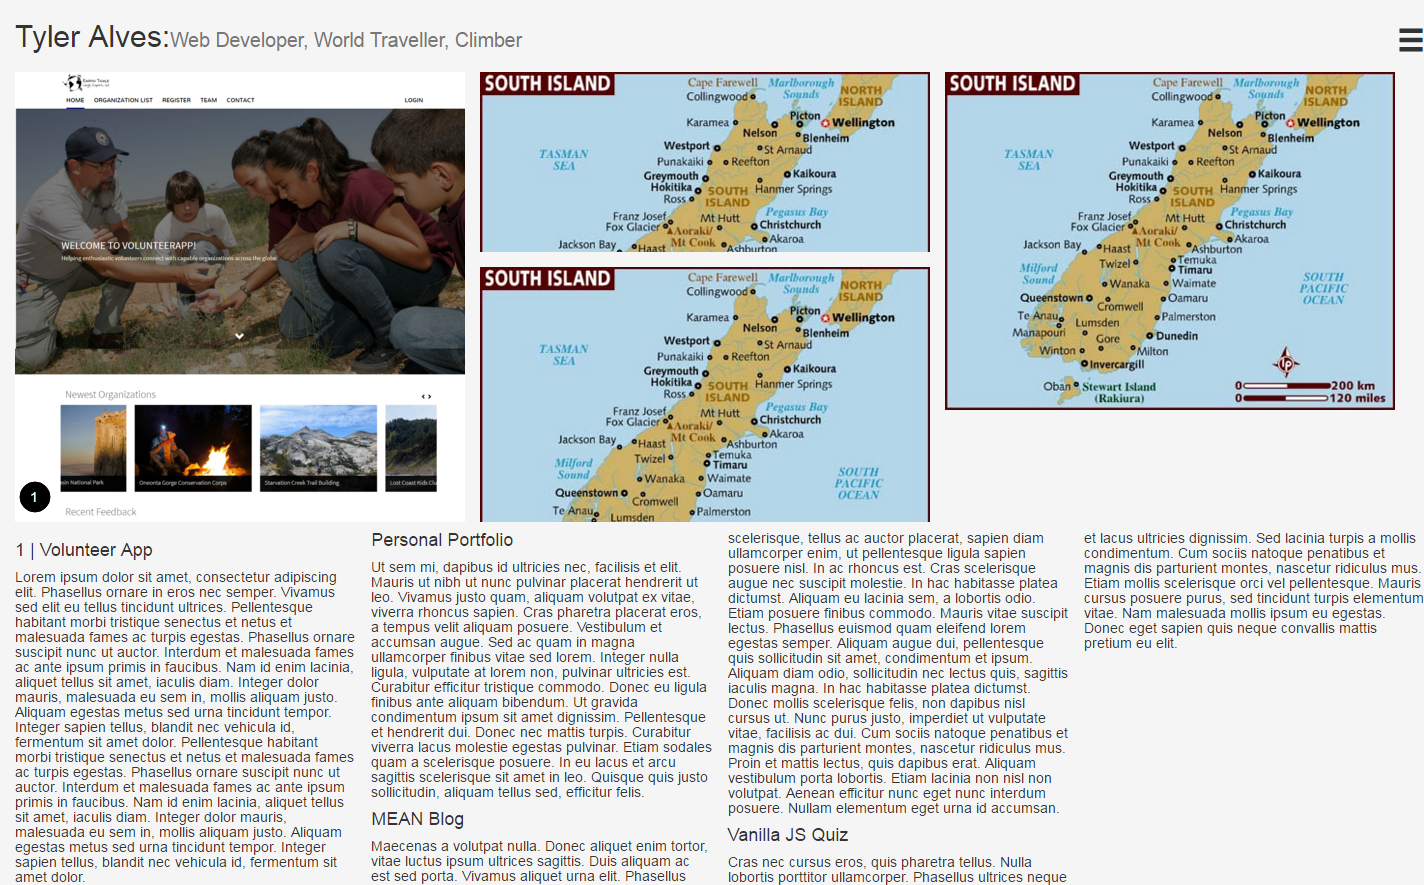 Tyler Alves:Web Developer, World Traveller, Climber
EARTH TITLE
HOME ORGANIZATION LIST REGISTER TEAM CONTACT LOGIN
WELCOME TO VOLUNTEERAPP!
Helping enthusiastic volunteers connect with capable organizations across the globe
Newest Organizations
National Park
Oneonta Gorge Conservation Corps
Starvation Creek Trail Building
Lost Coast Kids Clu
1
Recent Feedback
SOUTH ISLAND
Cape Farewell
Marlborough
Sounds
Collingwood
NORTH
ISLAND
Karamea
Picton
Wellington
Nelson
Blenheim
Westport
St Arnaud
TASMAN
SEA
Punakaiki
Reefton
Greymouth
Kaikoura
Hokitika
SOUTH
ISLAND
Hanmer Springs
Ross
Franz Josef
Mt Hutt
Pegasus Bay
Fox Glacier
Christchurch
Aoraki/
Mt Cook
Akaroa
Jackson Bay
Haast
Ashburton
SOUTH ISLAND
Cape Farewell
Marlborough
Sounds
Collingwood
NORTH
ISLAND
Karamea
Picton
Wellington
Nelson
Blenheim
Westport
St Arnaud
TASMAN
SEA
Punakaiki
Reefton
Greymouth
Kaikoura
Hokitika
SOUTH
ISLAND
Hanmer Springs
Ross
Franz Josef
Mt Hutt
Pegasus Bay
Fox Glacier
Christchurch
Aoraki/
Mt Cook
Akaroa
Jackson Bay
Haast
Ashburton
Twizel
Temuka
Timaru
Milford
Sound
Wanaka
Waimate
SOUTH
PACIFIC
OCEAN
Queenstown
Oamaru
Cromwell
Te Anau
Palmerston
Lumsden
SOUTH ISLAND
Cape Farewell
Marlborough
Sounds
Collingwood
NORTH
ISLAND
Karamea
Picton
Wellington
Nelson
Blenheim
Westport
St Arnaud
TASMAN
SEA
Punakaiki
Reefton
Greymouth
Kaikoura
Hokitika
SOUTH
ISLAND
Hanmer Springs
Ross
Franz Josef
Mt Hutt
Pegasus Bay
Fox Glacier
Christchurch
Aoraki/
Mt Cook
Akaroa
Jackson Bay
Haast
Ashburton
Twizel
Temuka
Timaru
Milford
Sound
Wanaka
Waimate
SOUTH
PACIFIC
OCEAN
Queenstown
Oamaru
Cromwell
Te Anau
Palmerston
Lumsden
Manapouri
Gore
Dunedin
Winton
Milton
Invercargill
Oban
Stewart Island
(Rakiura)
0 200 km
0 120 miles
1 | Volunteer App
Lorem ipsum dolor sit amet, consectetur adipiscing
elit. Phasellus ornare in eros nec semper. Vivamus
sed elit eu tellus tincidunt ultrices. Pellentesque
habitant morbi tristique senectus et netus et
malesuada fames ac turpis egestas. Phasellus ornare
suscipit nunc ut auctor. Interdum et malesuada fames
ac ante ipsum primis in faucibus. Nam id enim lacinia,
aliquet tellus sit amet, iaculis diam. Integer dolor
mauris, malesuada eu sem in, mollis aliquam justo.
Aliquam egestas metus sed urna tincidunt tempor.
Integer sapien tellus, blandit nec vehicula id,
fermentum sit amet dolor. Pellentesque habitant
morbi tristique senectus et netus et malesuada fames
ac turpis egestas. Phasellus ornare suscipit nunc ut
auctor. Interdum et malesuada fames ac ante ipsum
primis in faucibus. Nam id enim lacinia, aliquet tellus
sit amet, iaculis diam. Integer dolor mauris,
malesuada eu sem in, mollis aliquam justo. Aliquam
egestas metus sed urna tincidunt tempor. Integer
sapien tellus, blandit nec vehicula id, fermentum sit
amet dolor.
Personal Portfolio
Ut sem mi, dapibus id ultricies nec, facilisis et elit.
Mauris ut nibh ut nunc pulvinar placerat hendrerit ut
leo. Vivamus justo quam, aliquam volutpat ex vitae,
viverra rhoncus sapien. Cras pharetra placerat eros,
a tempus velit aliquam posuere. Vestibulum et
accumsan augue. Sed ac quam in magna
ullamcorper finibus vitae sed lorem. Integer nulla
ligula, vulputate at lorem non, pulvinar ultricies est.
Curabitur efficitur tristique commodo. Donec eu ligula
finibus ante aliquam bibendum. Ut gravida
condimentum ipsum sit amet dignissim. Pellentesque
et hendrerit dui. Donec nec mattis turpis. Curabitur
viverra lacus molestie egestas pulvinar. Etiam sodales
quam a scelerisque posuere. In eu lacus et arcu
sagittis scelerisque sit amet in leo. Quisque quis justo
sollicitudin, aliquam tellus sed, efficitur felis.
MEAN Blog
Maecenas a volutpat nulla. Donec aliquet enim tortor,
vitae luctus ipsum ultrices sagittis. Duis aliquam ac
est sed porta. Vivamus aliquet urna elit. Phasellus
scelerisque, tellus ac auctor placerat, sapien diam
ullamcorper enim, ut pellentesque ligula sapien
posuere nisl. In ac rhoncus est. Cras scelerisque
augue nec suscipit molestie. In hac habitasse platea
dictumst. Aliquam eu lacinia sem, a lobortis odio.
Etiam posuere finibus commodo. Mauris vitae suscipit
lectus. Phasellus euismod quam eleifend lorem
egestas semper. Aliquam augue dui, pellentesque
quis sollicitudin sit amet, condimentum et ipsum.
Aliquam diam odio, sollicitudin nec lectus quis, sagittis
iaculis magna. In hac habitasse platea dictumst.
Donec mollis scelerisque felis, non dapibus nisl
cursus ut. Nunc purus justo, imperdiet ut vulputate
vitae, facilisis ac dui. Cum sociis natoque penatibus et
magnis dis parturient montes, nascetur ridiculus mus.
Proin et mattis lectus, quis dapibus erat. Aliquam
vestibulum porta lobortis. Etiam lacinia non nisl non
volutpat. Aenean efficitur nunc eget nunc interdum
posuere. Nullam elementum eget urna id accumsan.
Vanilla JS Quiz
Cras nec cursus eros, quis pharetra tellus. Nulla
lobortis porttitor ullamcorper. Phasellus ultrices neque
et lacus ultricies dignissim. Sed lacinia turpis a mollis
condimentum. Cum sociis natoque penatibus et
magnis dis parturient montes, nascetur ridiculus mus.
Etiam mollis scelerisque orci vel pellentesque. Mauris
cursus posuere purus, sed tincidunt turpis elementum
vitae. Nam malesuada mollis ipsum eu egestas.
Donec eget sapien quis neque convallis mattis
pretium eu elit.